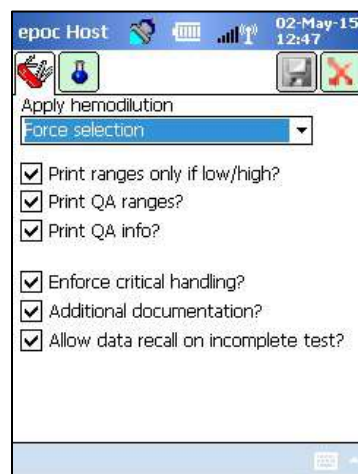 epoc Host
02-May-15
12:47
Apply hemodilution
Force selection
Print ranges only if low/high?
Print QA ranges?
Print QA info?
Enforce critical handling?
Additional documentation?
Allow data recall on incomplete test?